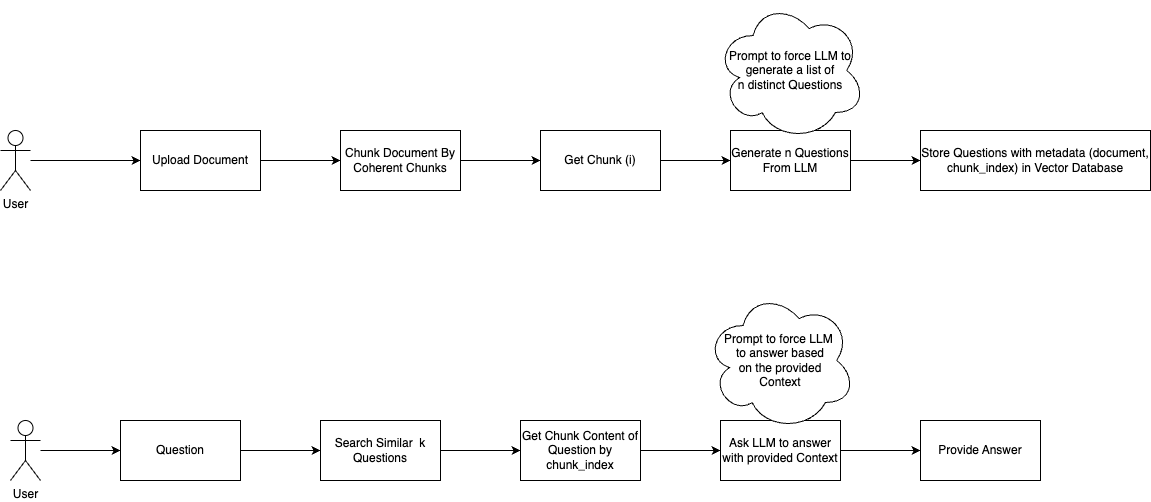 Prompt to force LLM to
generate a list of
n distinct Questions
Upload Document
Chunk Document By
Coherent Chunks
Get Chunk (i)
Generate n Questions
From LLM
Store Questions with metadata (document,
chunk_index) in Vector Database
User
Prompt to force LLM
to answer based
on the provided
Context
Question
Search Similar k
Questions
Get Chunk Content of
Question by
chunk_index
Ask LLM to answer
with provided Context
Provide Answer
User